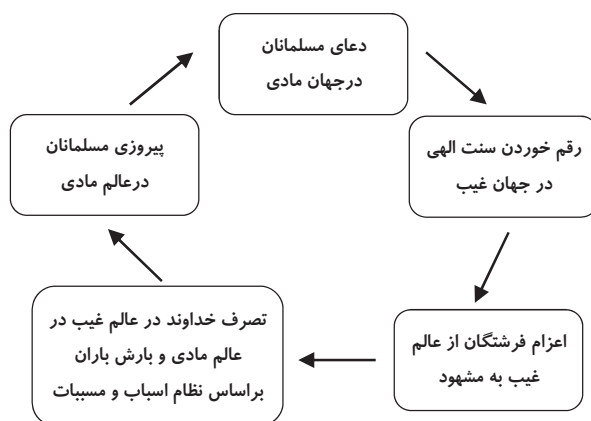 دعای مسلمانان
درجهان مادی
رقم خوردن سنت الهی
در جهان غیب
اعزام فرشتگان از عالم
غیب به مشهود
تصرف خداوند در عالم غیب در
عالم مادی و بارش باران
براساس نظام اسباب و مسببات
پیروزی مسلمانان
درعالم مادی